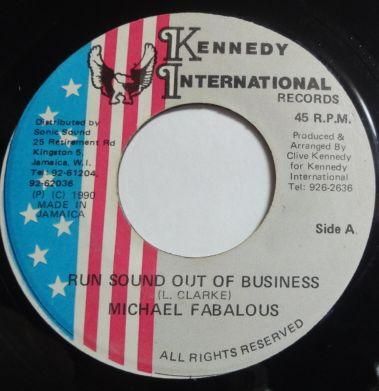 KENNEDY
INTERNATIONAL
RECORDS
45 R.P.M.
Distributed by
Sonic Sound
25 Retirement Rd
Kingston 5,
Jamaica, W.I.
Tel: 92-61204,
92-62036
(P) (C) 1990
MADE IN
JAMAICA
Produced &
Arranged By
Clive Kennedy
for Kennedy
International
Tel: 926-2636
Side A
RUN SOUND OUT OF BUSINESS
(L. CLARKE)
MICHAEL FABALOUS
ALL RIGHTS RESERVED